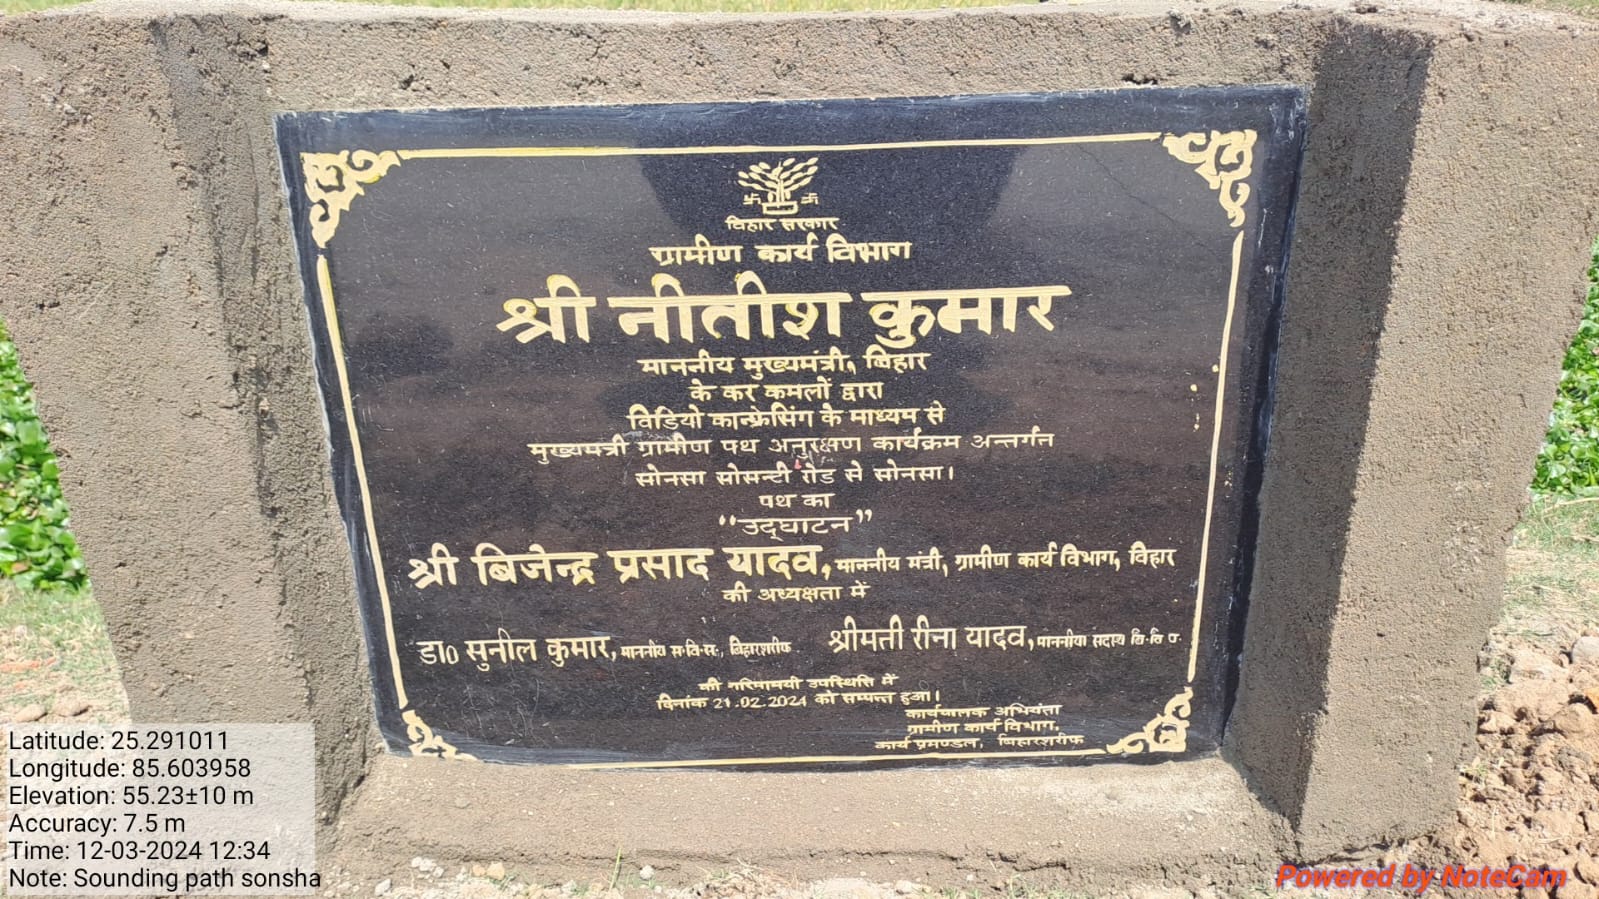 बिहार सरकार
ग्रामीण कार्य विभाग
श्री नीतीश कुमार
माननीय मुख्यमंत्री, बिहार
के कर कमलों द्वारा
विडियो कान्फ्रेसिंग के माध्यम से
मुख्यमत्री ग्रामीण पथ अनुरक्षण कार्यक्रम अन्तर्गत
सोनसा सोसन्दी रोड से सोनसा।
पथ का
“उद्घाटन”
श्री बिजेन्द्र प्रसाद यादव, माननीय मंत्री, ग्रामीण कार्य विभाग, विहार
की अध्यक्षता में
डा० सुनील कुमार, माननीय स.वि.स., बिहारशरीफ श्रीमती रीना यादव, माननीया सदस्य वि.वि.प.
की गरिमामयी उपस्थिति में
दिनांक 21.02.2024 को सम्पन्न हुआ।
कार्यपालक अभियंता
ग्रामीण कार्य विभाग,
कार्य प्रमण्डल, बिहारशरीफ
Latitude: 25.291011
Longitude: 85.603958
Elevation: 55.23±10 m
Accuracy: 7.5 m
Time: 12-03-2024 12:34
Note: Sounding path sonsha
Powered by NoteCam